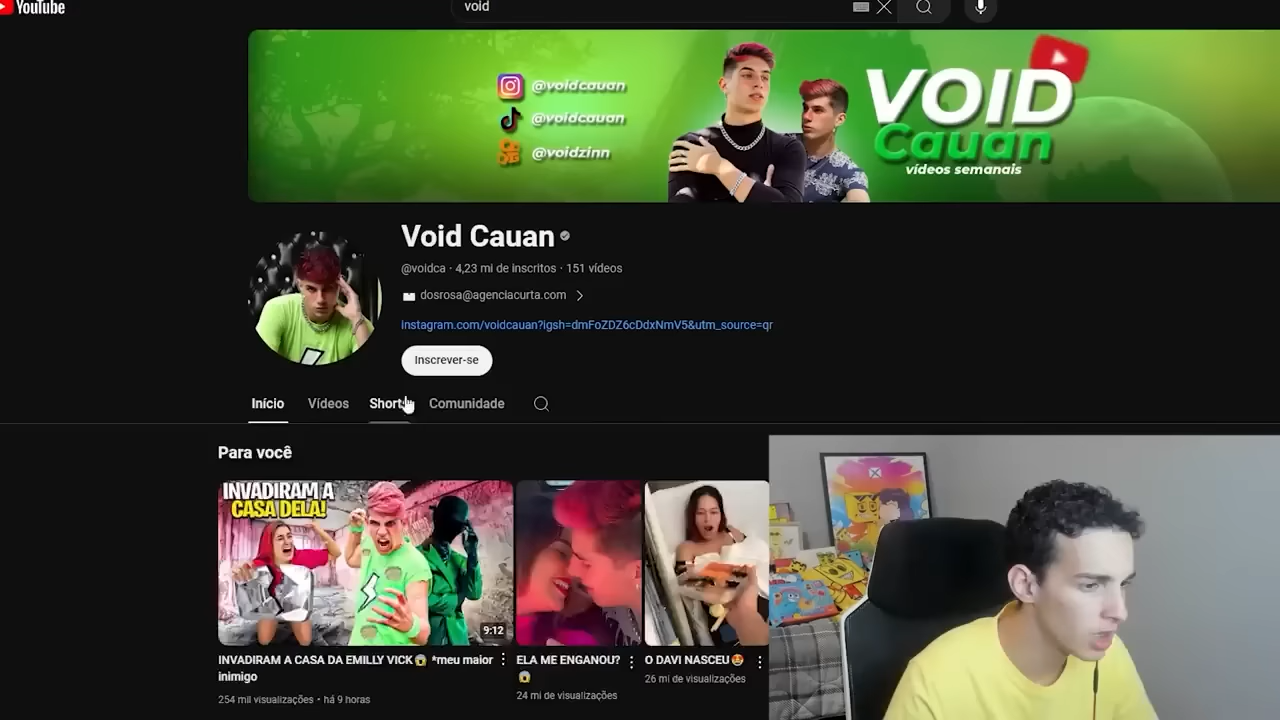 YouTube
void
@voidcauan
@voidcauan
@voidzinn
VOID
Cauan
vídeos semanais
Void Cauan
@voidca · 4,23 mi de inscritos · 151 vídeos
dosrosa@agenciacurta.com
instagram.com/voidcauan?igsh=dmFoZDZ6cDdxNmV5&utm_source=qr
Inscrever-se
Início Vídeos Shorts Comunidade
Para você
INVADIRAM A
CASA DELA!
9:12
INVADIRAM A CASA DA EMILLY VICK😱 *meu maior
inimigo
254 mil visualizações · há 9 horas
ELA ME ENGANOU?
😱
24 mi de visualizações
O DAVI NASCEU🤩
26 mi de visualizações